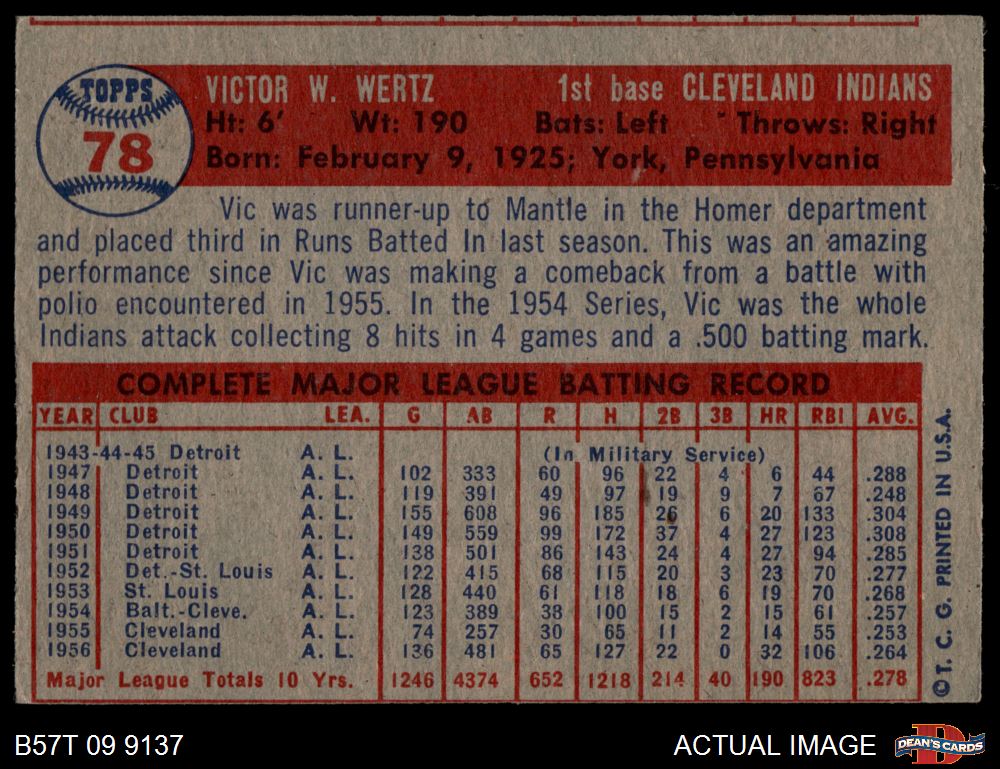 TOPPS
78
VICTOR W. WERTZ 1st base CLEVELAND INDIANS
Ht: 6' Wt: 190 Bats: Left Throws: Right
Born: February 9, 1925; York, Pennsylvania
Vic was runner-up to Mantle in the Homer department
and placed third in Runs Batted In last season. This was an amazing
performance since Vic was making a comeback from a battle with
polio encountered in 1955. In the 1954 Series, Vic was the whole
Indians attack collecting 8 hits in 4 games and a .500 batting mark.
COMPLETE MAJOR LEAGUE BATTING RECORD
YEAR CLUB LEA. G AB R H 2B 3B HR RBI AVG.
1943-44-45 Detroit A. L. (In Military Service)
1947 Detroit A. L. 102 333 60 96 22 4 6 44 .288
1948 Detroit A. L. 119 391 49 97 19 9 7 67 .248
1949 Detroit A. L. 155 608 96 185 26 6 20 133 .304
1950 Detroit A. L. 149 559 99 172 37 4 27 123 .308
1951 Detroit A. L. 138 501 86 143 24 4 27 94 .285
1952 Det.-St. Louis A. L. 122 415 68 115 20 3 23 70 .277
1953 St. Louis A. L. 128 440 61 118 18 6 19 70 .268
1954 Balt.-Cleve. A. L. 123 389 38 100 15 2 15 61 .257
1955 Cleveland A. L. 74 257 30 65 11 2 14 55 .253
1956 Cleveland A. L. 136 481 65 127 22 0 32 106 .264
Major League Totals 10 Yrs. 1246 4374 652 1218 214 40 190 823 .278
©T. C. G. PRINTED IN U.S.A.
B57T 09 9137
ACTUAL IMAGE
D
DEAN'S CARDS